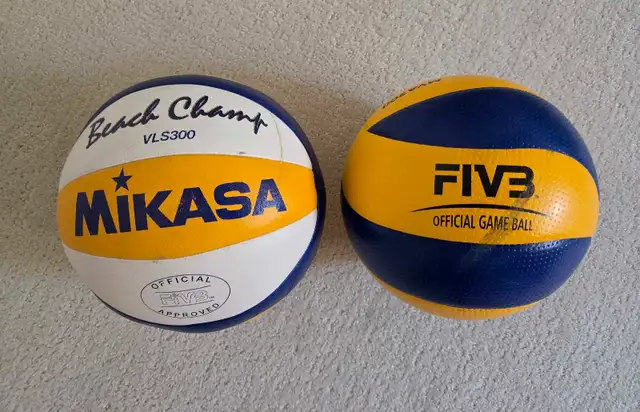 Beach Champ
VLS300
MIKASA
OFFICIAL
FIVB
APPROVED
FIVB
OFFICIAL GAME BALL